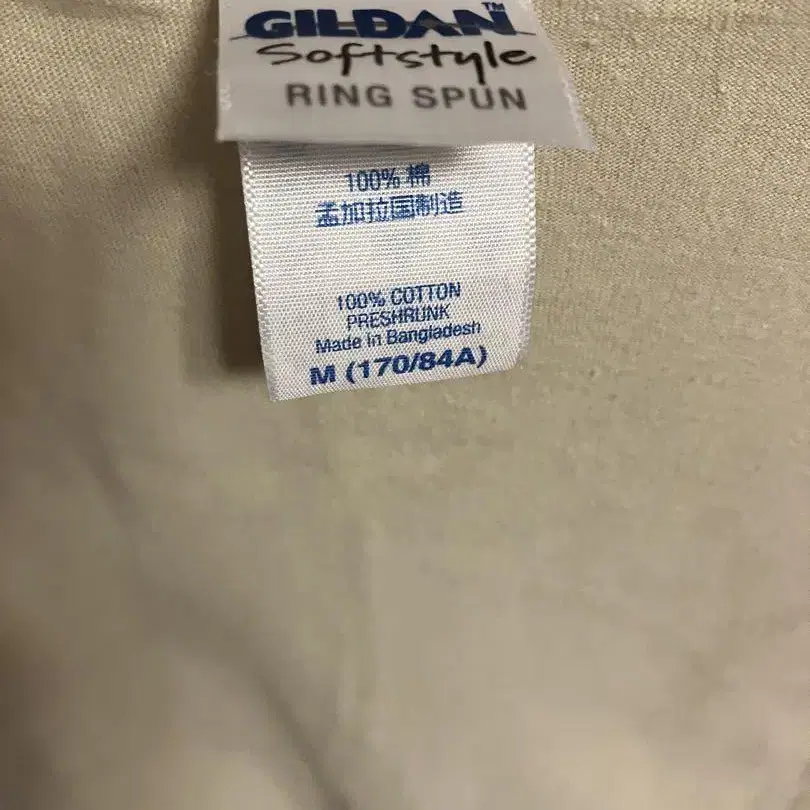 GILDAN™
Softstyle
RING SPUN
100% 棉
孟加拉国制造
100% COTTON
PRESHRUNK
Made in Bangladesh
M (170/84A)